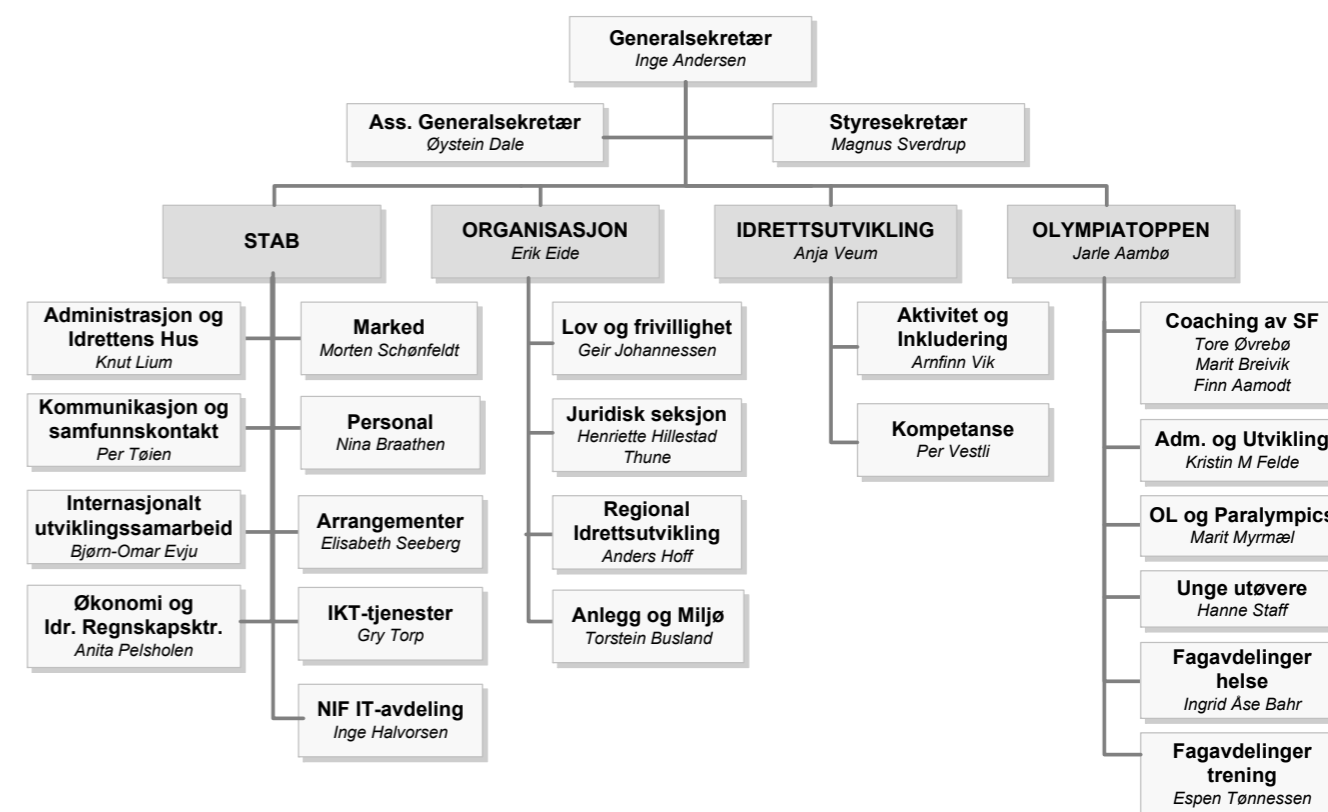 Generalsekretær
Inge Andersen
Ass. Generalsekretær
Øystein Dale
Styresekretær
Magnus Sverdrup
STAB
ORGANISASJON
Erik Eide
IDRETTSUTVIKLING
Anja Veum
OLYMPIATOPPEN
Jarle Aambø
Administrasjon og
Idrettens Hus
Knut Lium
Kommunikasjon og
samfunnskontakt
Per Tøien
Internasjonalt
utviklingssamarbeid
Bjørn-Omar Evju
Økonomi og
Idr. Regnskapsktr.
Anita Pelsholen
Marked
Morten Schønfeldt
Personal
Nina Braathen
Arrangementer
Elisabeth Seeberg
IKT-tjenester
Gry Torp
NIF IT-avdeling
Inge Halvorsen
Lov og frivillighet
Geir Johannessen
Juridisk seksjon
Henriette Hillestad
Thune
Regional
Idrettsutvikling
Anders Hoff
Anlegg og Miljø
Torstein Busland
Aktivitet og
Inkludering
Arnfinn Vik
Kompetanse
Per Vestli
Coaching av SF
Tore Øvrebø
Marit Breivik
Finn Aamodt
Adm. og Utvikling
Kristin M Felde
OL og Paralympics
Marit Myrmæl
Unge utøvere
Hanne Staff
Fagavdelinger
helse
Ingrid Åse Bahr
Fagavdelinger
trening
Espen Tønnessen